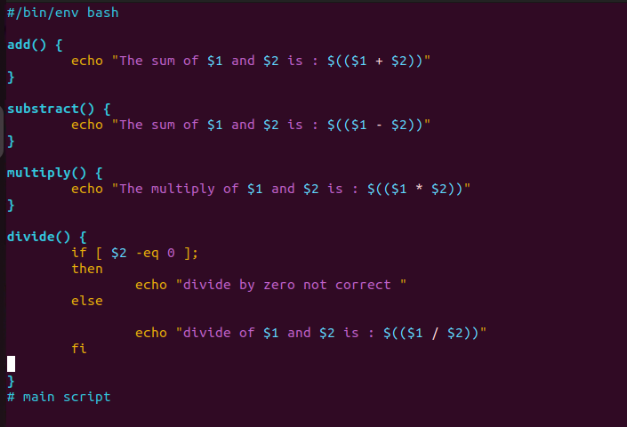 #/bin/env bash
add() {
echo "The sum of $1 and $2 is : $(($1 + $2))"
}
substract() {
echo "The sum of $1 and $2 is : $(($1 - $2))"
}
multiply() {
echo "The multiply of $1 and $2 is : $(($1 * $2))"
}
divide() {
if [ $2 -eq 0 ];
then
echo "divide by zero not correct "
else
echo "divide of $1 and $2 is : $(($1 / $2))"
fi
}
# main script